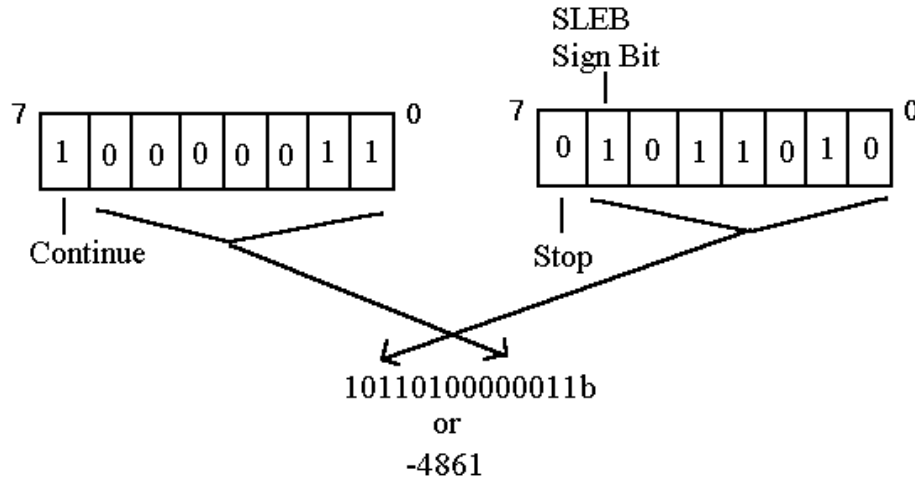 SLEB
Sign Bit
7 0 7 0
1 0 0 0 0 0 1 1 0 1 0 1 1 0 1 0
Continue Stop
10110100000011b
or
-4861